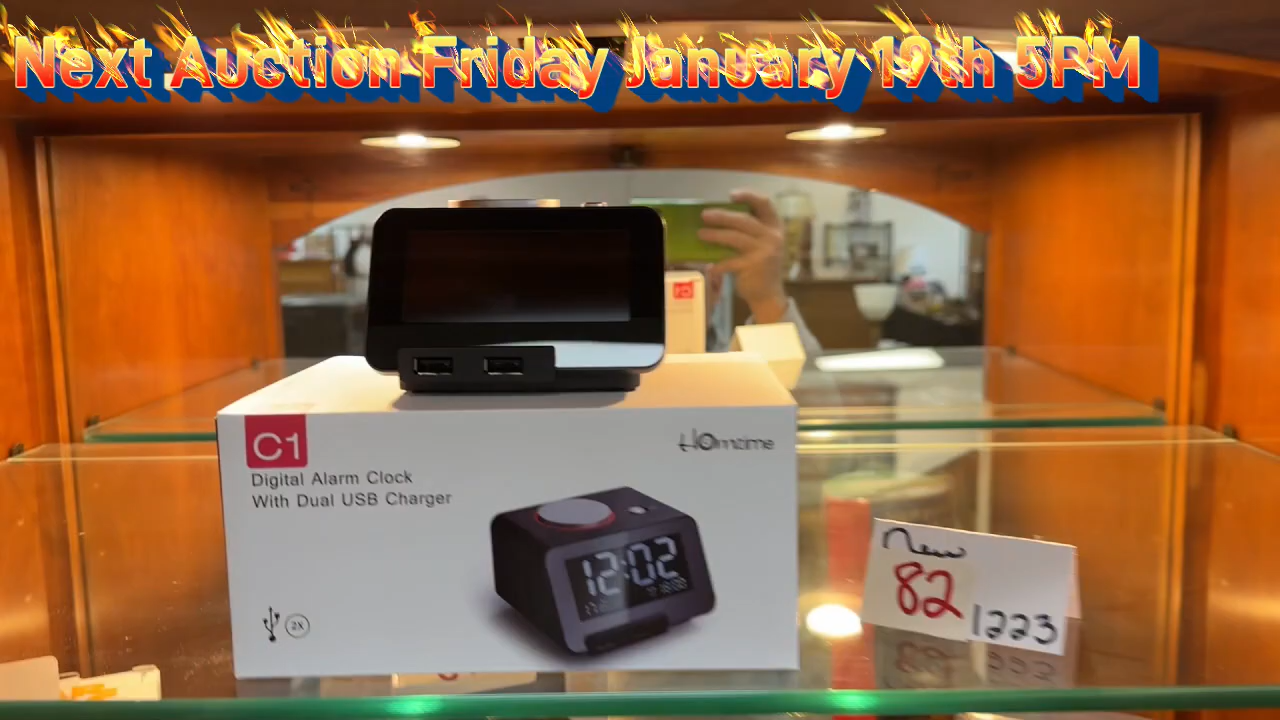 Next Auction Friday January 19th 5PM
C1
HOmtime
Digital Alarm Clock
With Dual USB Charger
12:02
2X
New
82
1223